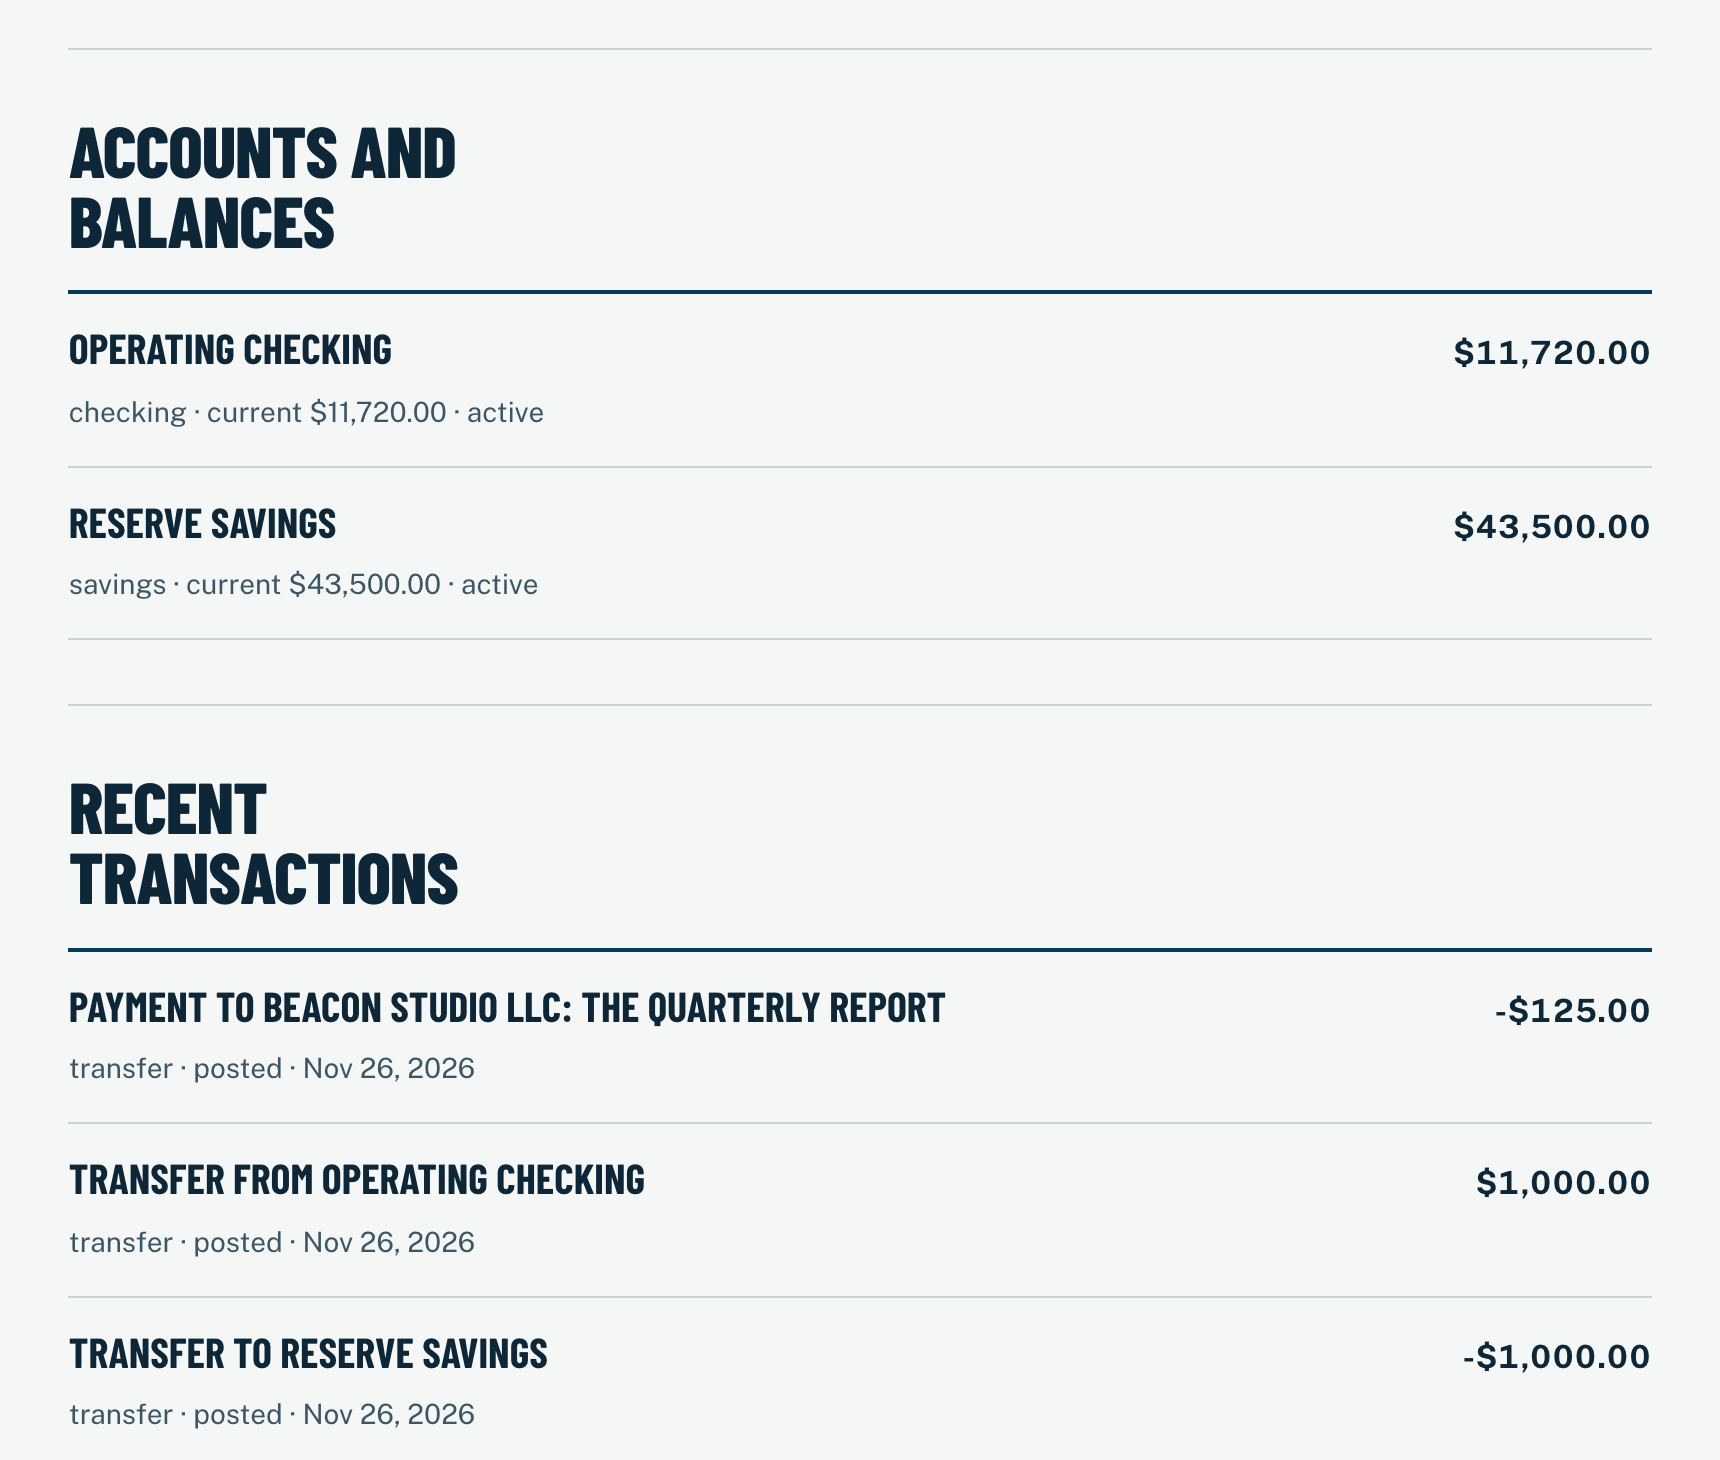 ACCOUNTS AND
BALANCES
OPERATING CHECKING
$11,720.00
checking · current $11,720.00 · active
RESERVE SAVINGS
$43,500.00
savings · current $43,500.00 · active
RECENT
TRANSACTIONS
PAYMENT TO BEACON STUDIO LLC: THE QUARTERLY REPORT
-$125.00
transfer · posted · Nov 26, 2026
TRANSFER FROM OPERATING CHECKING
$1,000.00
transfer · posted · Nov 26, 2026
TRANSFER TO RESERVE SAVINGS
-$1,000.00
transfer · posted · Nov 26, 2026